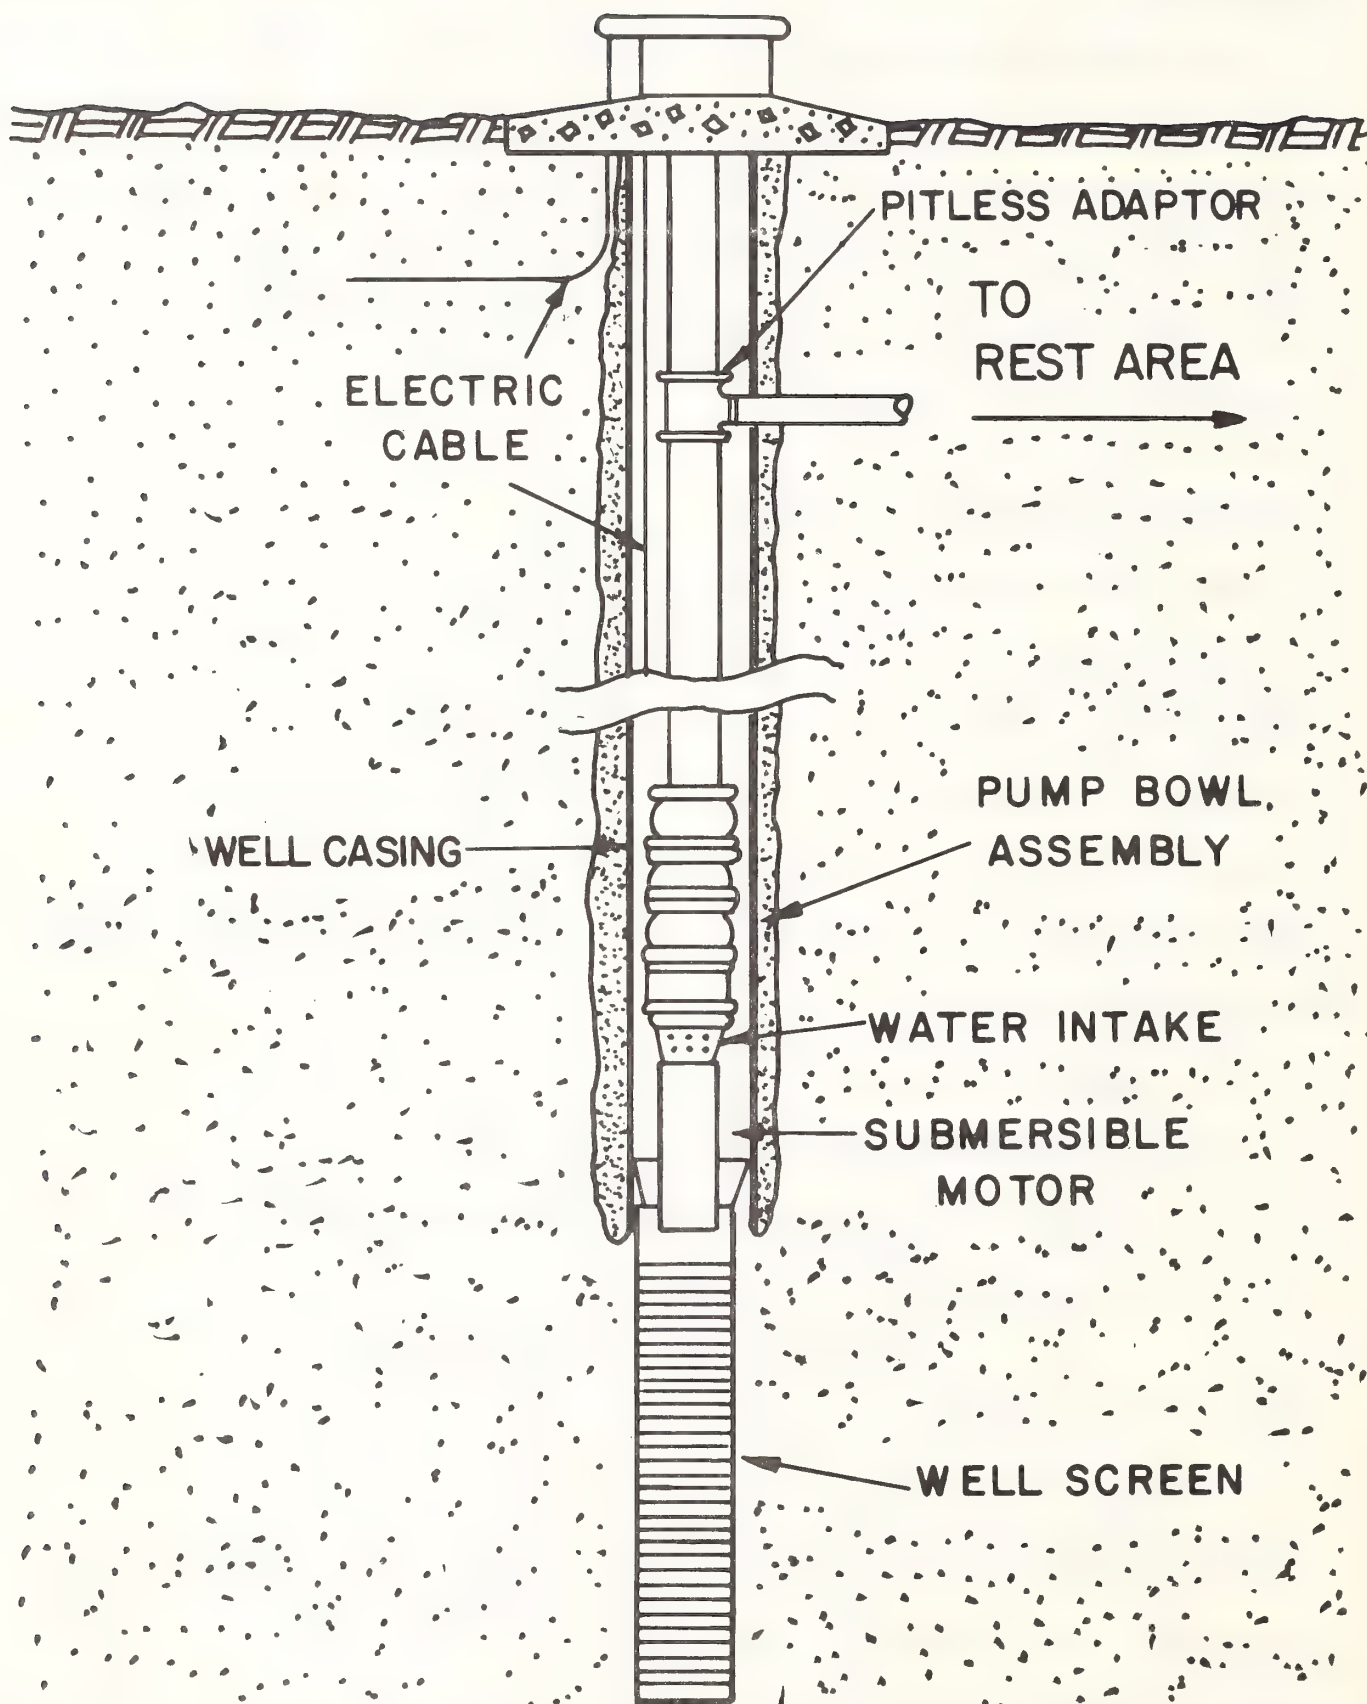 PITLESS ADAPTOR
TO
REST AREA
ELECTRIC
CABLE
PUMP BOWL
ASSEMBLY
WELL CASING
WATER INTAKE
SUBMERSIBLE
MOTOR
WELL SCREEN